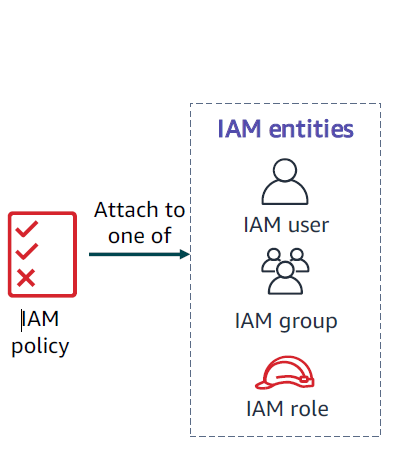 IAM entities
Attach to
one of
IAM user
IAM group
IAM policy
IAM role